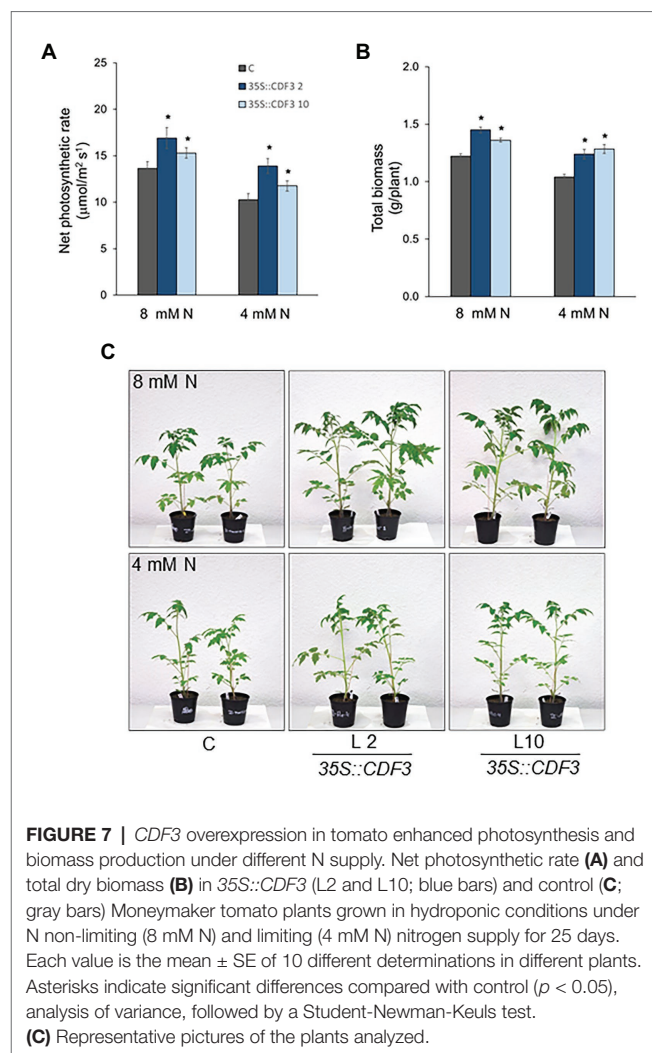 A
Net photosynthetic rate
(µmol/m² s¹)
25
20
15
10
5
0
C
35S::CDF3 2
35S::CDF3 10
* * * *
8 mM N 4 mM N
B
Total biomass
(g/plant)
2.0
1.5
1.0
0.5
0.0
* * * *
8 mM N 4 mM N
C
8 mM N
4 mM N
C L 2 L10
35S::CDF3 35S::CDF3
FIGURE 7 | CDF3 overexpression in tomato enhanced photosynthesis and
biomass production under different N supply. Net photosynthetic rate (A) and
total dry biomass (B) in 35S::CDF3 (L2 and L10; blue bars) and control (C;
gray bars) Moneymaker tomato plants grown in hydroponic conditions under
N non-limiting (8 mM N) and limiting (4 mM N) nitrogen supply for 25 days.
Each value is the mean ± SE of 10 different determinations in different plants.
Asterisks indicate significant differences compared with control (p < 0.05),
analysis of variance, followed by a Student-Newman-Keuls test.
(C) Representative pictures of the plants analyzed.